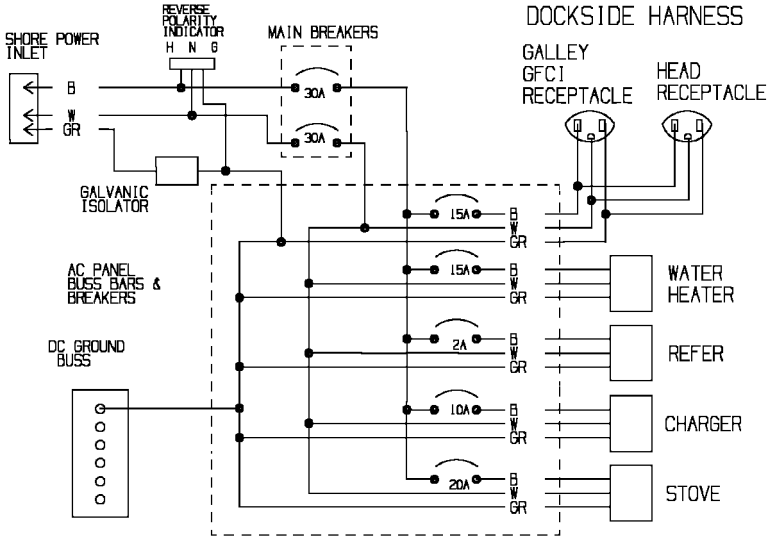 DOCKSIDE HARNESS
REVERSE
POLARITY
INDICATOR
H N G
MAIN BREAKERS
SHORE POWER
INLET
B
W
GR
30A
30A
GALLEY
GFCI
RECEPTACLE
HEAD
RECEPTACLE
GALVANIC
ISOLATOR
15A
B
W
GR
AC PANEL
BUSS BARS &
BREAKERS
15A
B
W
GR
WATER
HEATER
DC GROUND
BUSS
2A
B
W
GR
REFER
10A
B
W
GR
CHARGER
20A
B
W
GR
STOVE